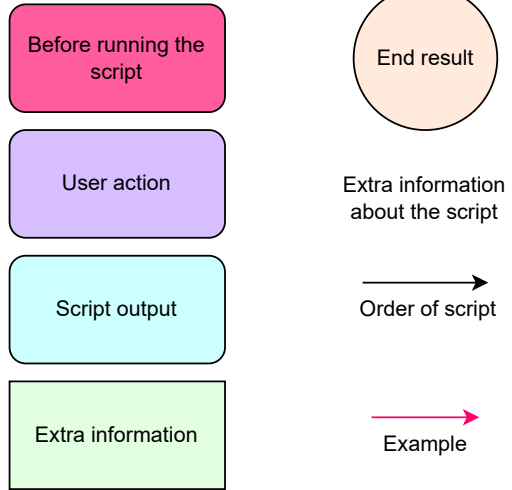 Before running the
script
End result
User action
Extra information
about the script
Script output
Order of script
Extra information
Example